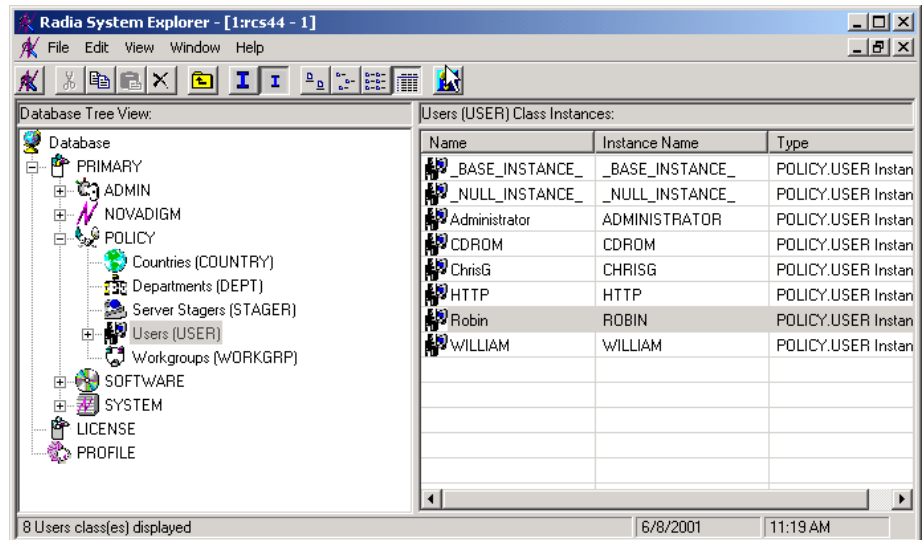 Radia System Explorer - [1:rcs44 - 1]
File Edit View Window Help
Database Tree View:
Users (USER) Class Instances:
Database
PRIMARY
ADMIN
NOVADIGM
POLICY
Countries (COUNTRY)
Departments (DEPT)
Server Stagers (STAGER)
Users (USER)
Workgroups (WORKGRP)
SOFTWARE
SYSTEM
LICENSE
PROFILE
Name Instance Name Type
_BASE_INSTANCE_ _BASE_INSTANCE_ POLICY.USER Instan
_NULL_INSTANCE_ _NULL_INSTANCE_ POLICY.USER Instan
Administrator ADMINISTRATOR POLICY.USER Instan
CDROM CDROM POLICY.USER Instan
ChrisG CHRISG POLICY.USER Instan
HTTP HTTP POLICY.USER Instan
Robin ROBIN POLICY.USER Instan
WILLIAM WILLIAM POLICY.USER Instan
8 Users class(es) displayed 6/8/2001 11:19 AM